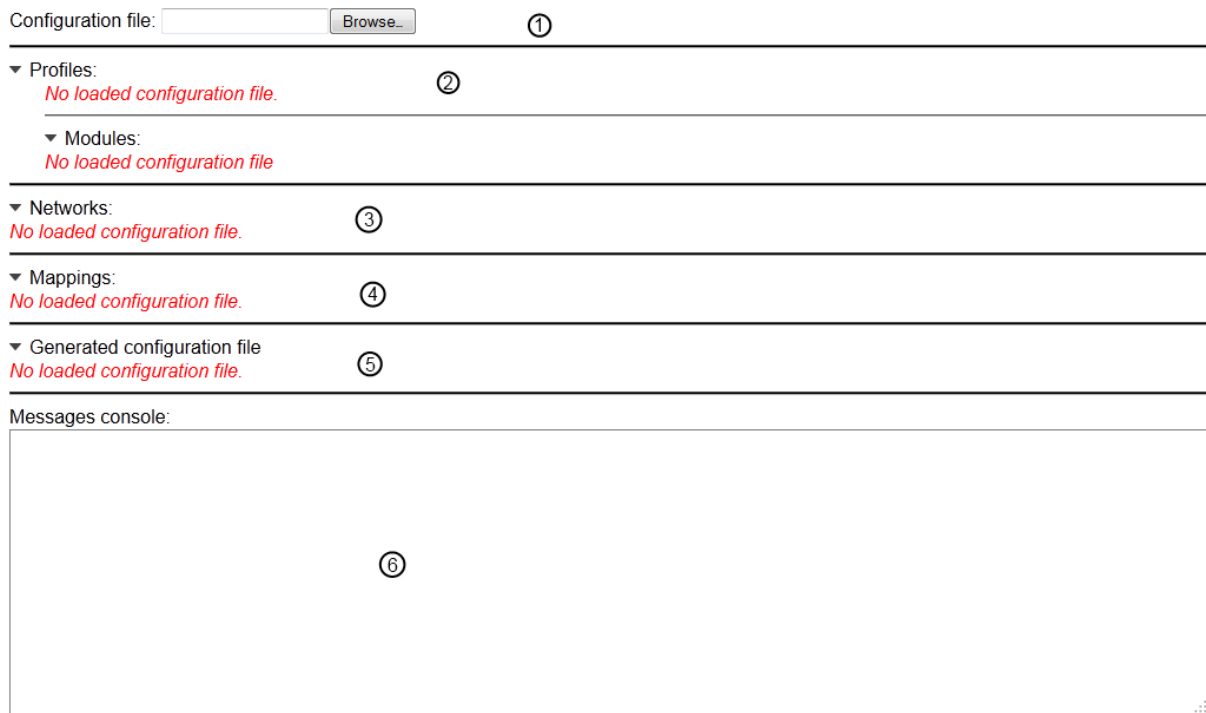 Configuration file: Browse... ①
▼ Profiles: ②
No loaded configuration file.
▼ Modules:
No loaded configuration file
▼ Networks: ③
No loaded configuration file.
▼ Mappings: ④
No loaded configuration file.
▼ Generated configuration file ⑤
No loaded configuration file.
Messages console:
⑥